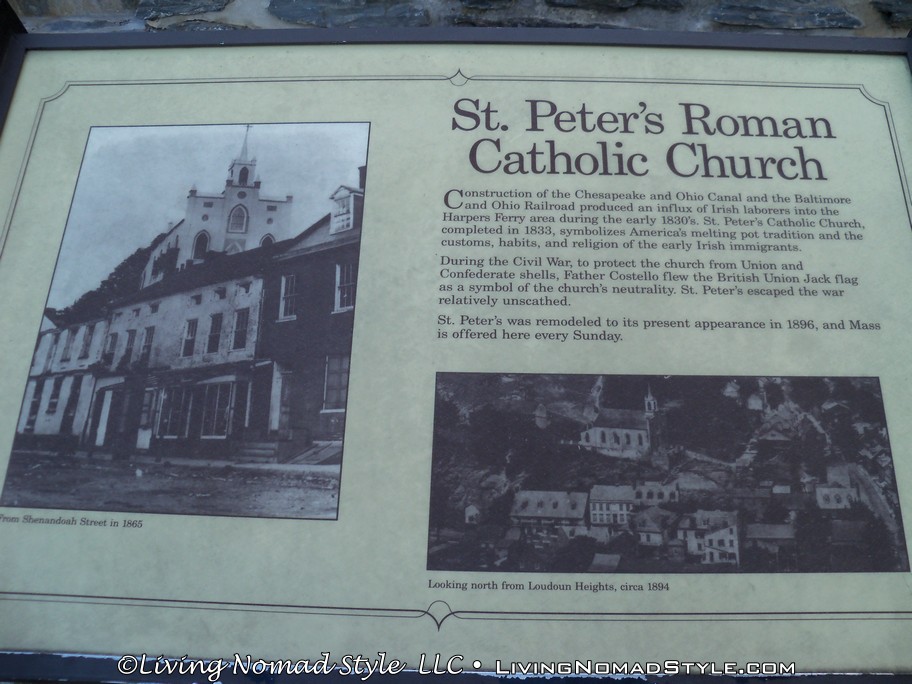 St. Peter's Roman
Catholic Church
Construction of the Chesapeake and Ohio Canal and the Baltimore
and Ohio Railroad produced an influx of Irish laborers into the
Harpers Ferry area during the early 1830's. St. Peter's Catholic Church,
completed in 1833, symbolizes America's melting pot tradition and the
customs, habits, and religion of the early Irish immigrants.
During the Civil War, to protect the church from Union and
Confederate shells, Father Costello flew the British Union Jack flag
as a symbol of the church's neutrality. St. Peter's escaped the war
relatively unscathed.
St. Peter's was remodeled to its present appearance in 1896, and Mass
is offered here every Sunday.
From Shenandoah Street in 1865
Looking north from Loudoun Heights, circa 1894
©Living Nomad Style, LLC • LivingNomadStyle.com